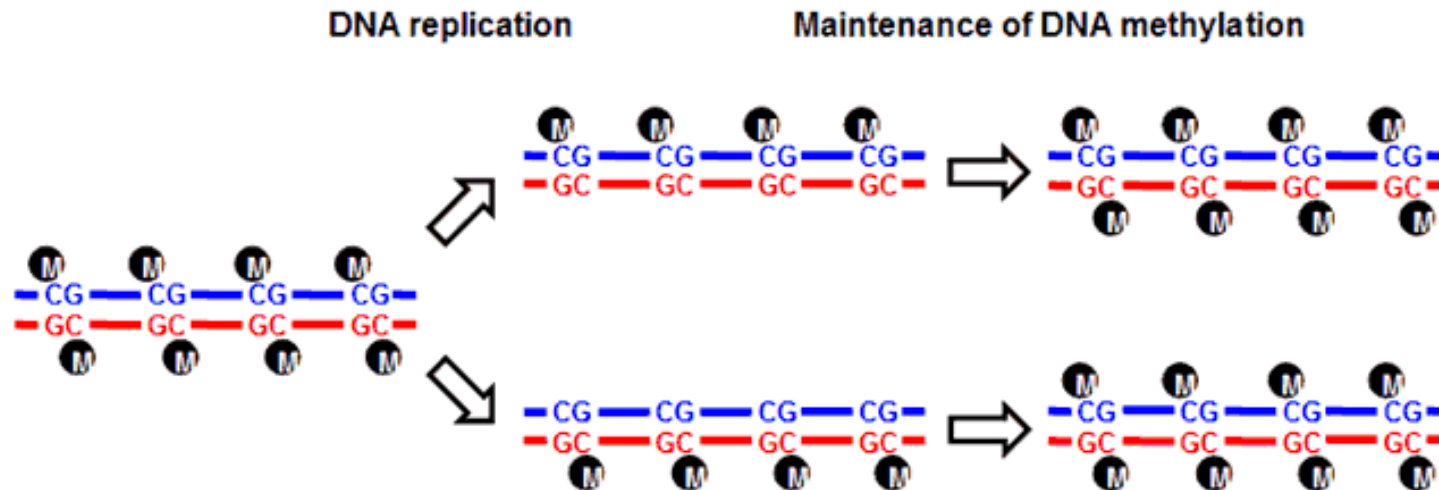 DNA replication Maintenance of DNA methylation
M M M M M M M M
CG CG CG CG CG CG CG CG
GC GC GC GC GC GC GC GC
M M M M
M M M M
CG CG CG CG
GC GC GC GC
M M M M
M M M M
CG CG CG CG CG CG CG CG
GC GC GC GC GC GC GC GC
M M M M M M M M